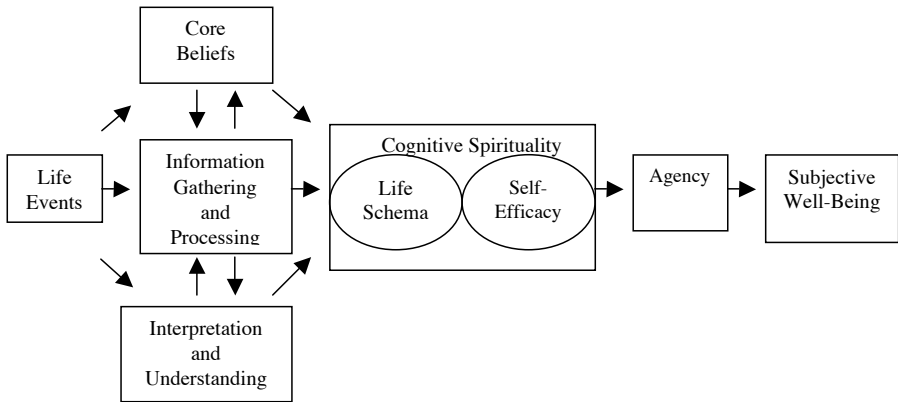 Core
Beliefs
Cognitive Spirituality
Life
Events
Information
Gathering
and
Processing
Life
Schema
Self-
Efficacy
Agency
Subjective
Well-Being
Interpretation
and
Understanding